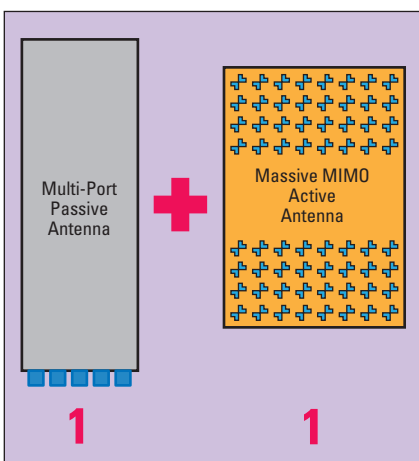 Multi-Port
Passive
Antenna
Massive MIMO
Active
Antenna
1
1